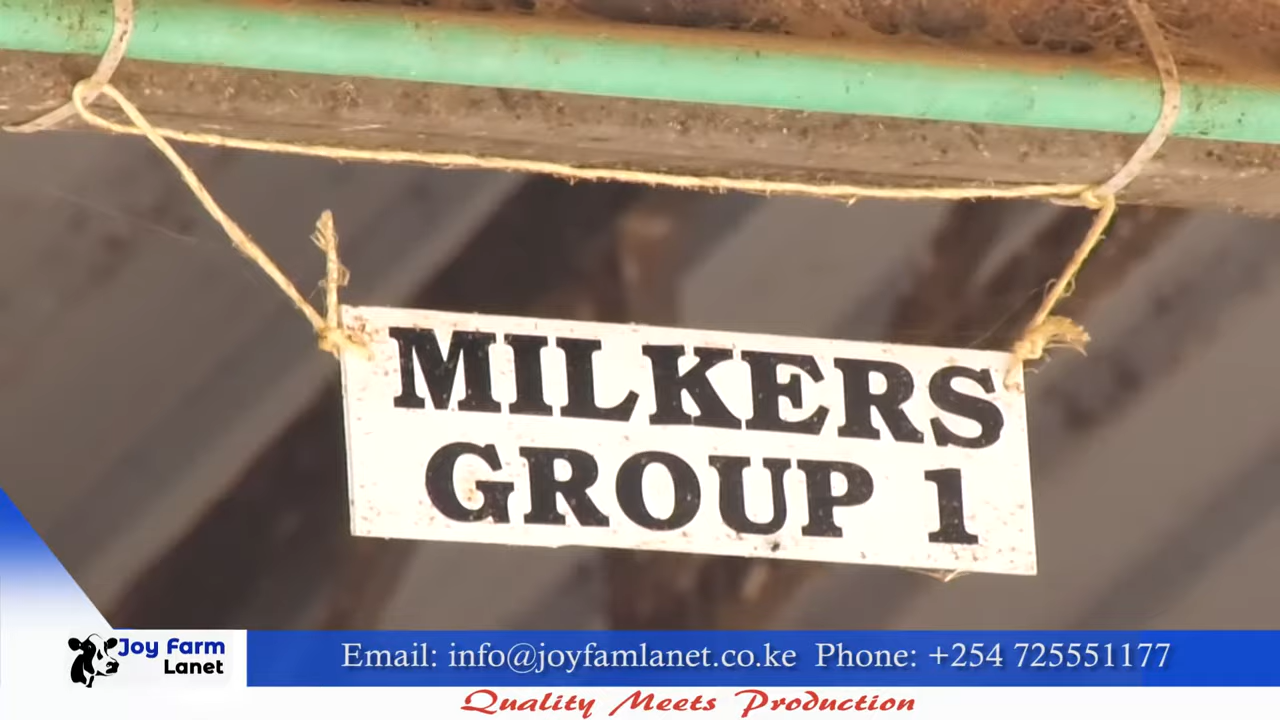 MILKERS
GROUP 1
Joy Farm
Lanet
Email: info@joyfamlanet.co.ke Phone: +254 725551177
Quality Meets Production